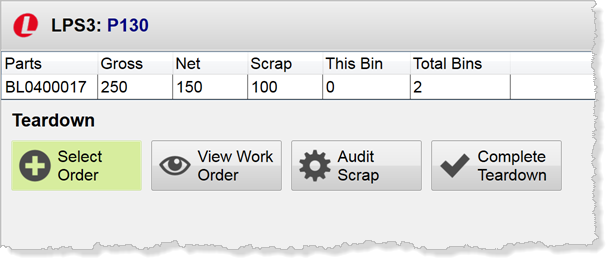 L LPS3: P130
Parts Gross Net Scrap This Bin Total Bins
BL0400017 250 150 100 0 2
Teardown
Select Order
View Work Order
Audit Scrap
Complete Teardown